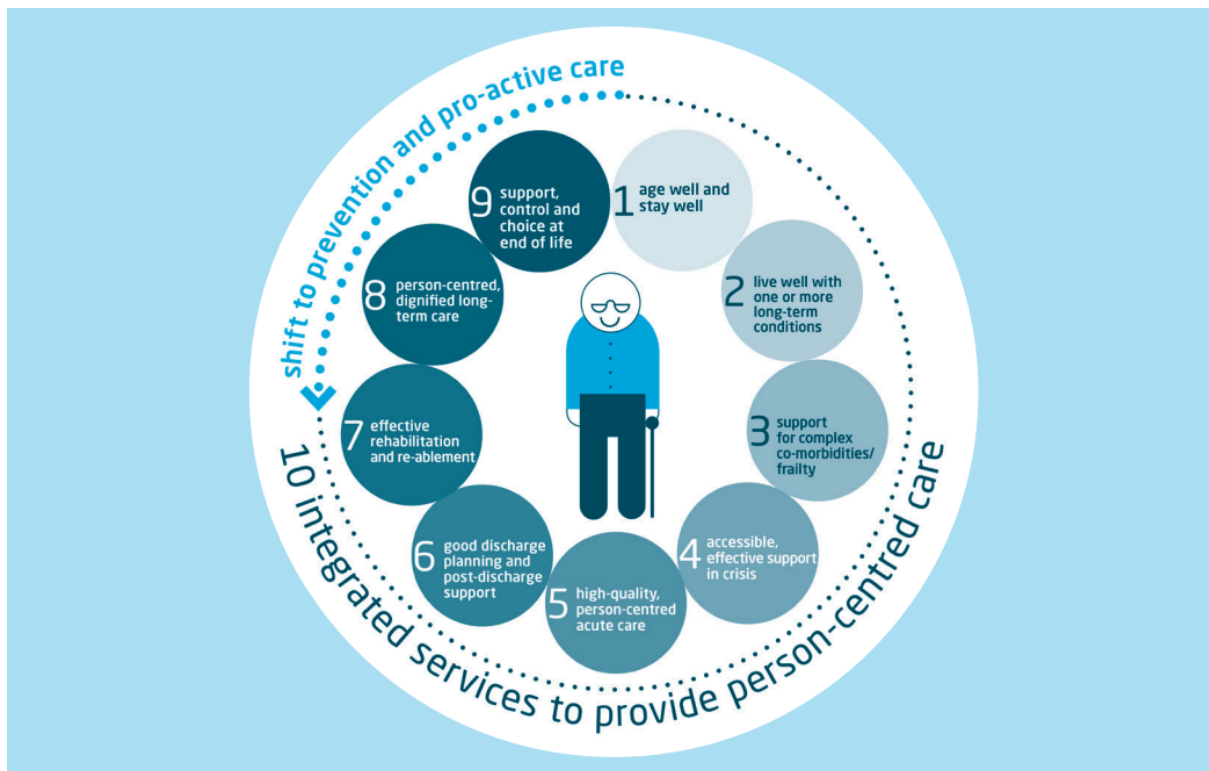 shift to prevention and pro-active care
1 age well and
stay well
2 live well with
one or more
long-term
conditions
3 support
for complex
co-morbidities/
frailty
4 accessible,
effective support
in crisis
5 high-quality,
person-centred
acute care
6 good discharge
planning and
post-discharge
support
7 effective
rehabilitation
and re-ablement
8 person-centred,
dignified long-
term care
9 support,
control and
choice at
end of life
10 integrated services to provide person-centred care